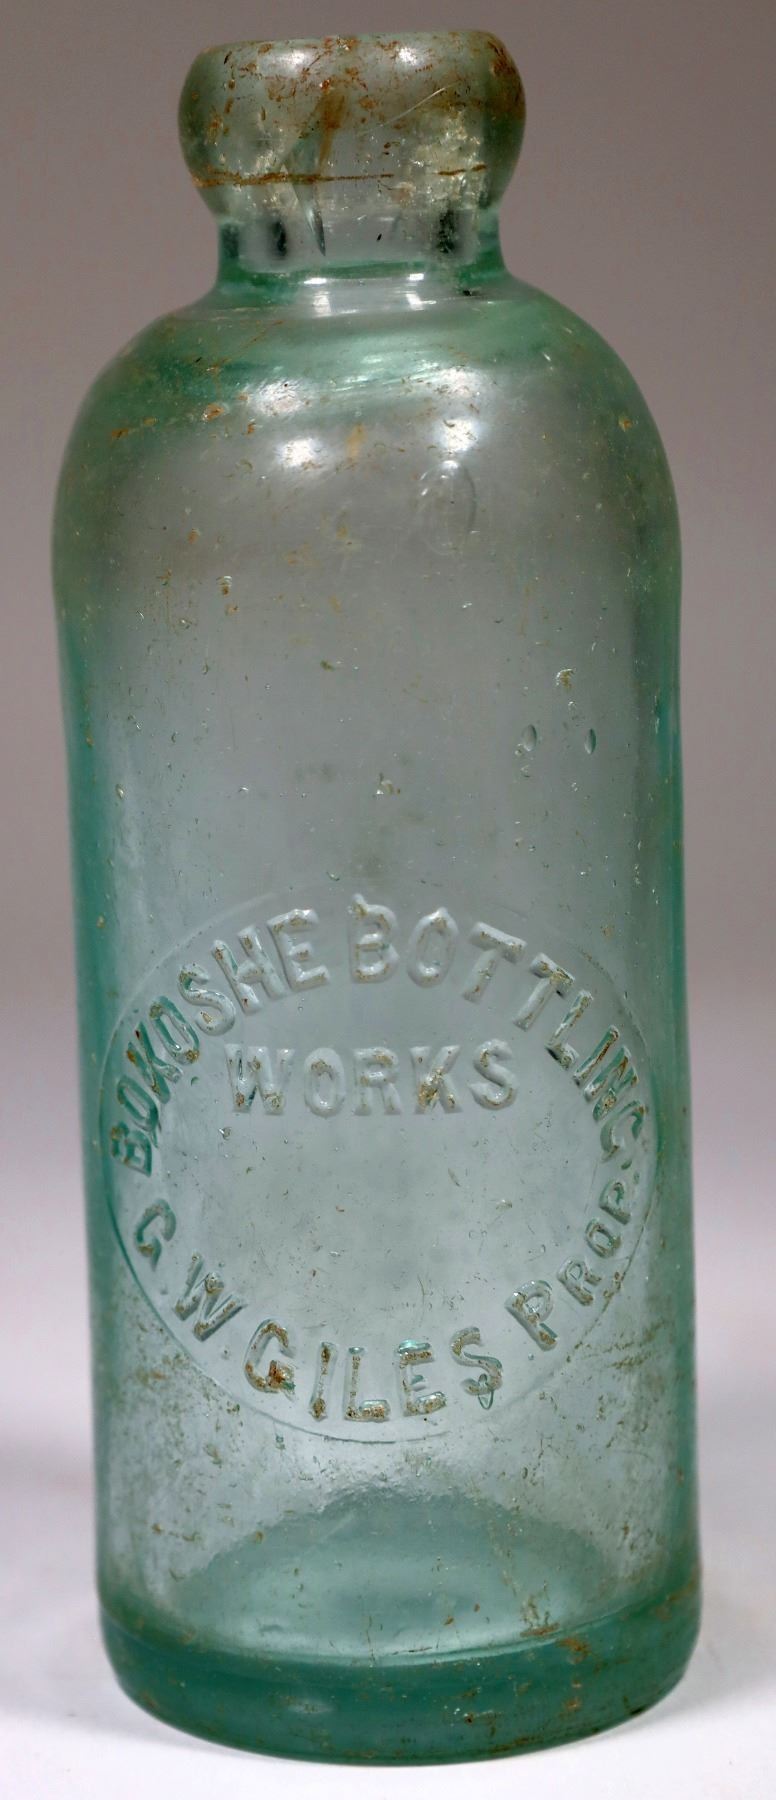 BOKOSHE BOTTLING
WORKS
G. W. GILES PROP.